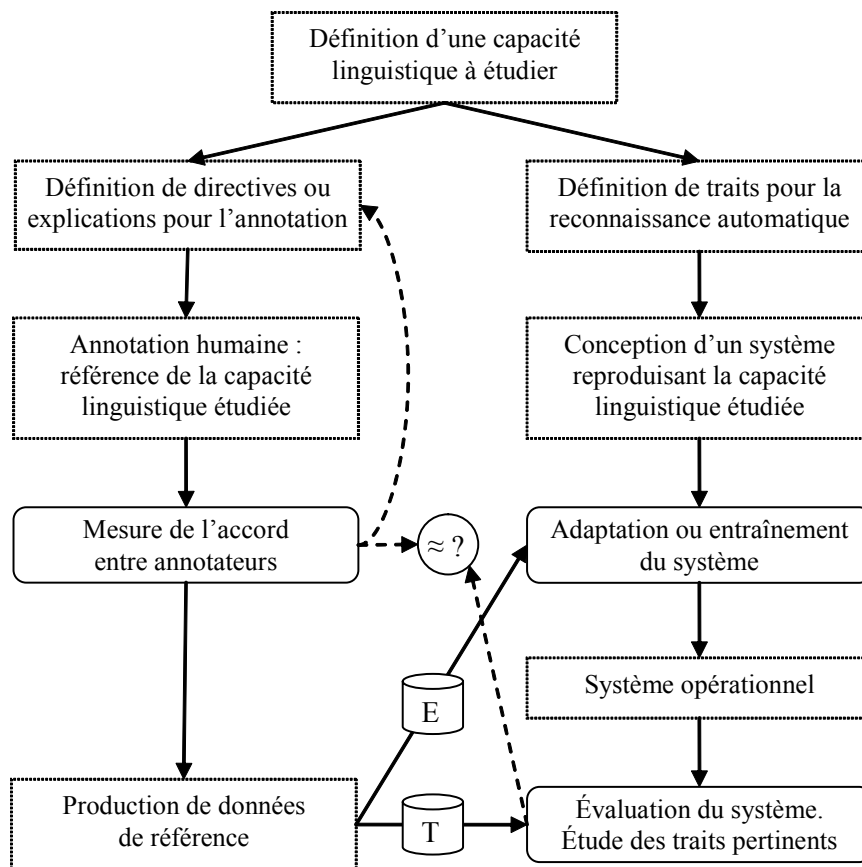 Définition d’une capacité
linguistique à étudier
Définition de directives ou
explications pour l’annotation
Définition de traits pour la
reconnaissance automatique
Annotation humaine :
référence de la capacité
linguistique étudiée
Conception d’un système
reproduisant la capacité
linguistique étudiée
Mesure de l’accord
entre annotateurs
≈ ?
Adaptation ou entraînement
du système
E
Système opérationnel
Production de données
de référence
T
Évaluation du système.
Étude des traits pertinents